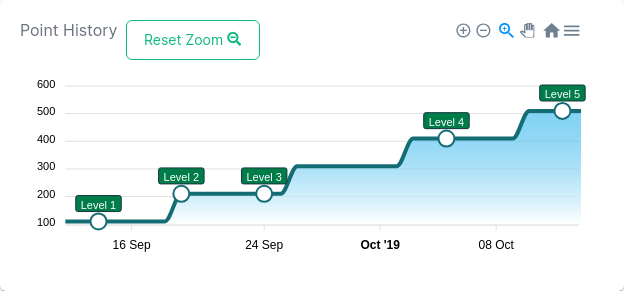 Point History
Reset Zoom
600
500
400
300
200
100
Level 1
Level 2
Level 3
Level 4
Level 5
16 Sep
24 Sep
Oct '19
08 Oct